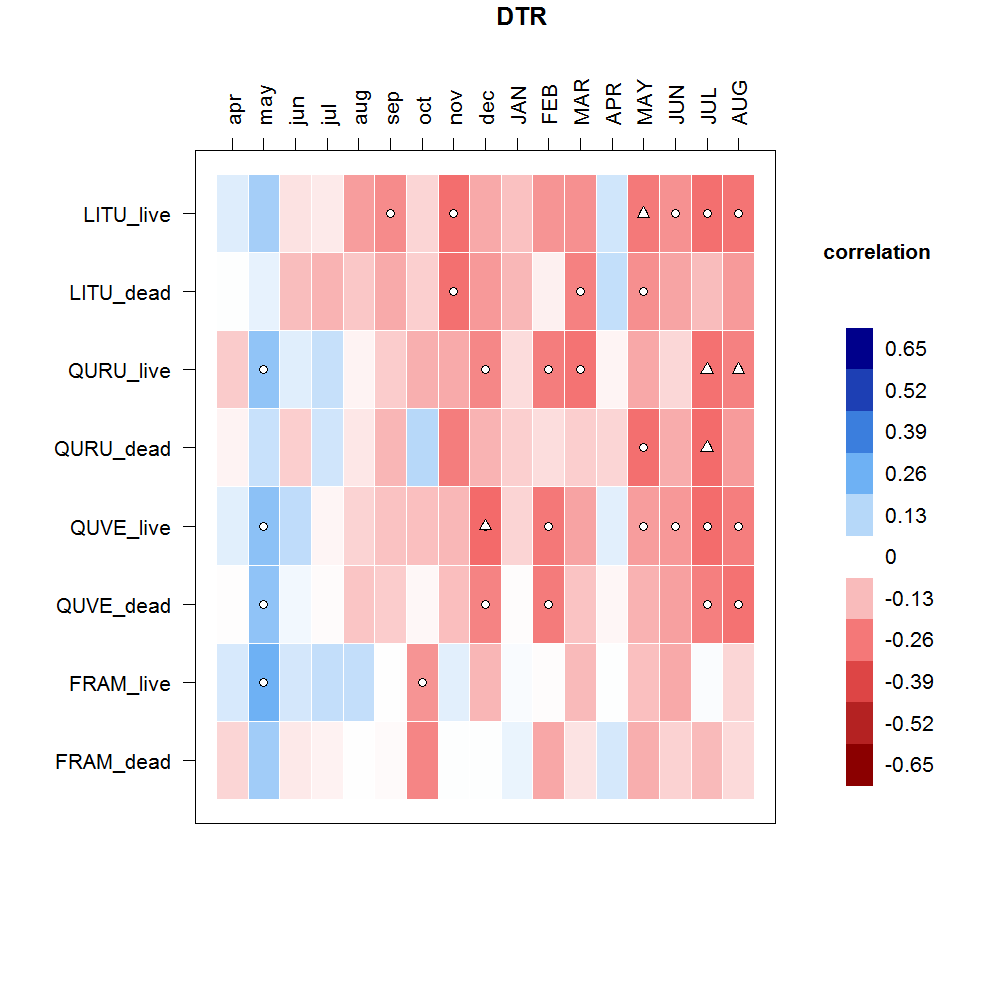 DTR
apr may jun jul aug sep oct nov dec JAN FEB MAR APR MAY JUN JUL AUG
LITU_live
LITU_dead
QURU_live
QURU_dead
QUVE_live
QUVE_dead
FRAM_live
FRAM_dead
correlation
0.65
0.52
0.39
0.26
0.13
0
-0.13
-0.26
-0.39
-0.52
-0.65